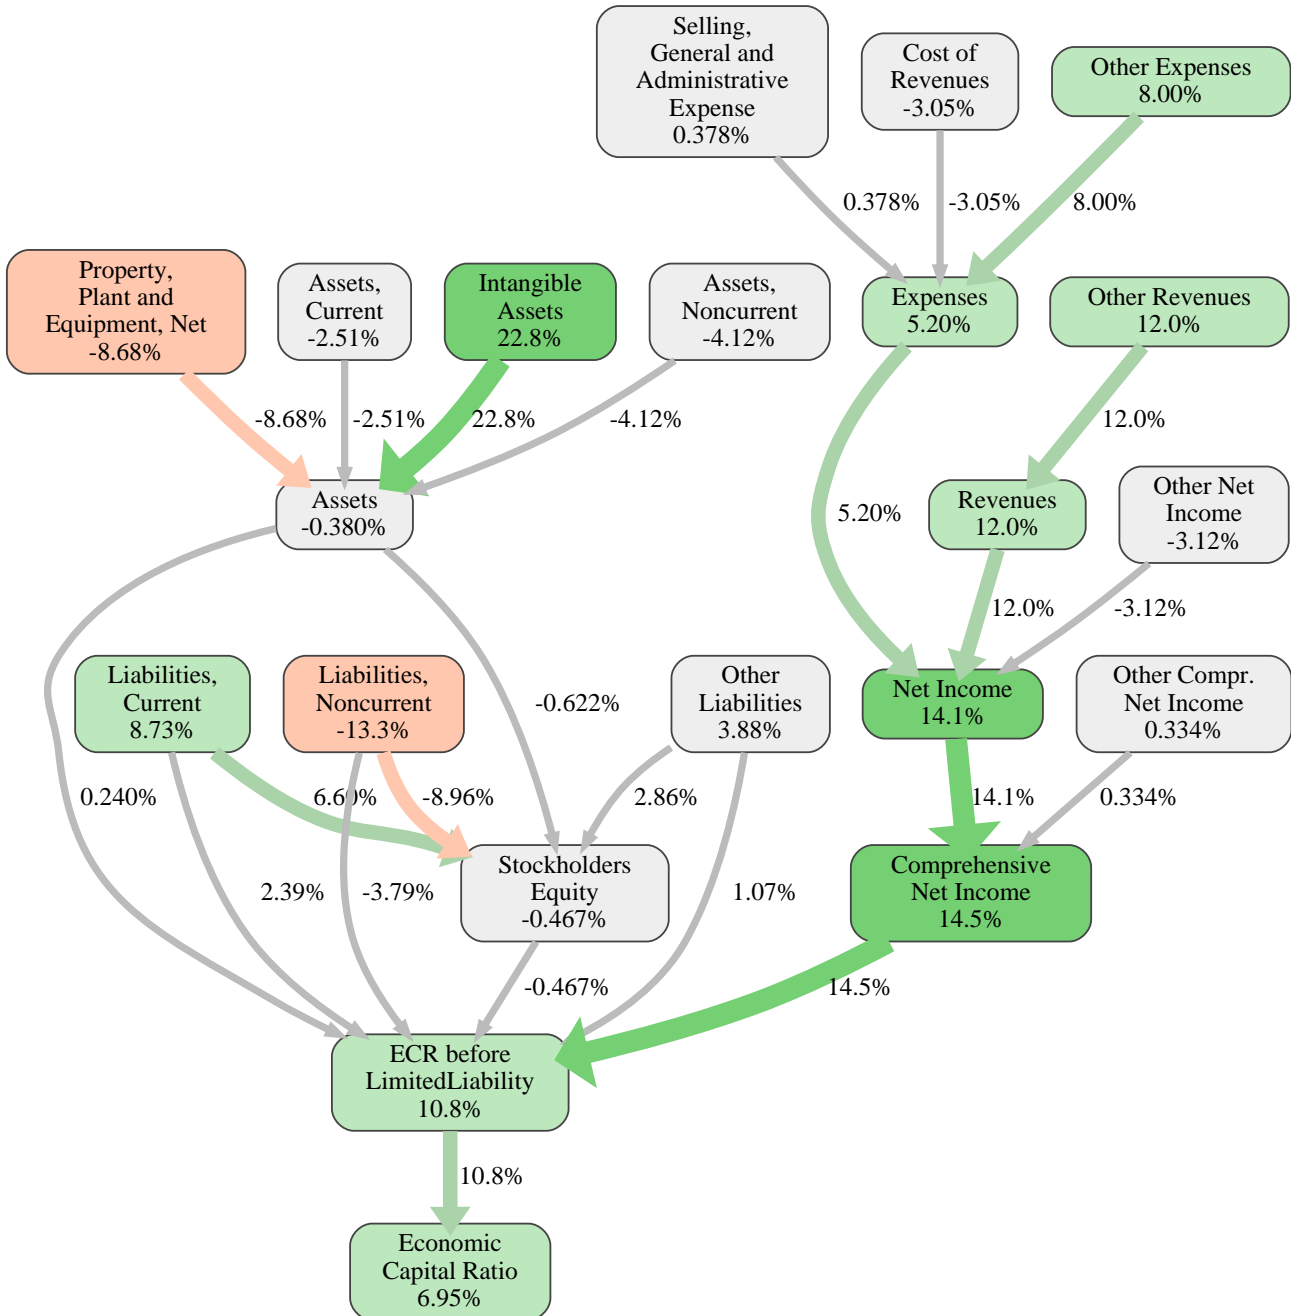 Selling,
General and
Administrative
Expense
0.378%
Cost of
Revenues
-3.05%
Other Expenses
8.00%
0.378%
-3.05%
8.00%
Property,
Plant and
Equipment, Net
-8.68%
Assets,
Current
-2.51%
Intangible
Assets
22.8%
Assets,
Noncurrent
-4.12%
Expenses
5.20%
Other Revenues
12.0%
-8.68%
-2.51%
22.8%
-4.12%
12.0%
Assets
-0.380%
5.20%
Revenues
12.0%
Other Net
Income
-3.12%
12.0%
-3.12%
Liabilities,
Current
8.73%
Liabilities,
Noncurrent
-13.3%
-0.622%
Other
Liabilities
3.88%
Net Income
14.1%
Other Compr.
Net Income
0.334%
0.240%
6.60%
-8.96%
2.86%
14.1%
0.334%
2.39%
-3.79%
Stockholders
Equity
-0.467%
1.07%
Comprehensive
Net Income
14.5%
-0.467%
14.5%
ECR before
LimitedLiability
10.8%
10.8%
Economic
Capital Ratio
6.95%